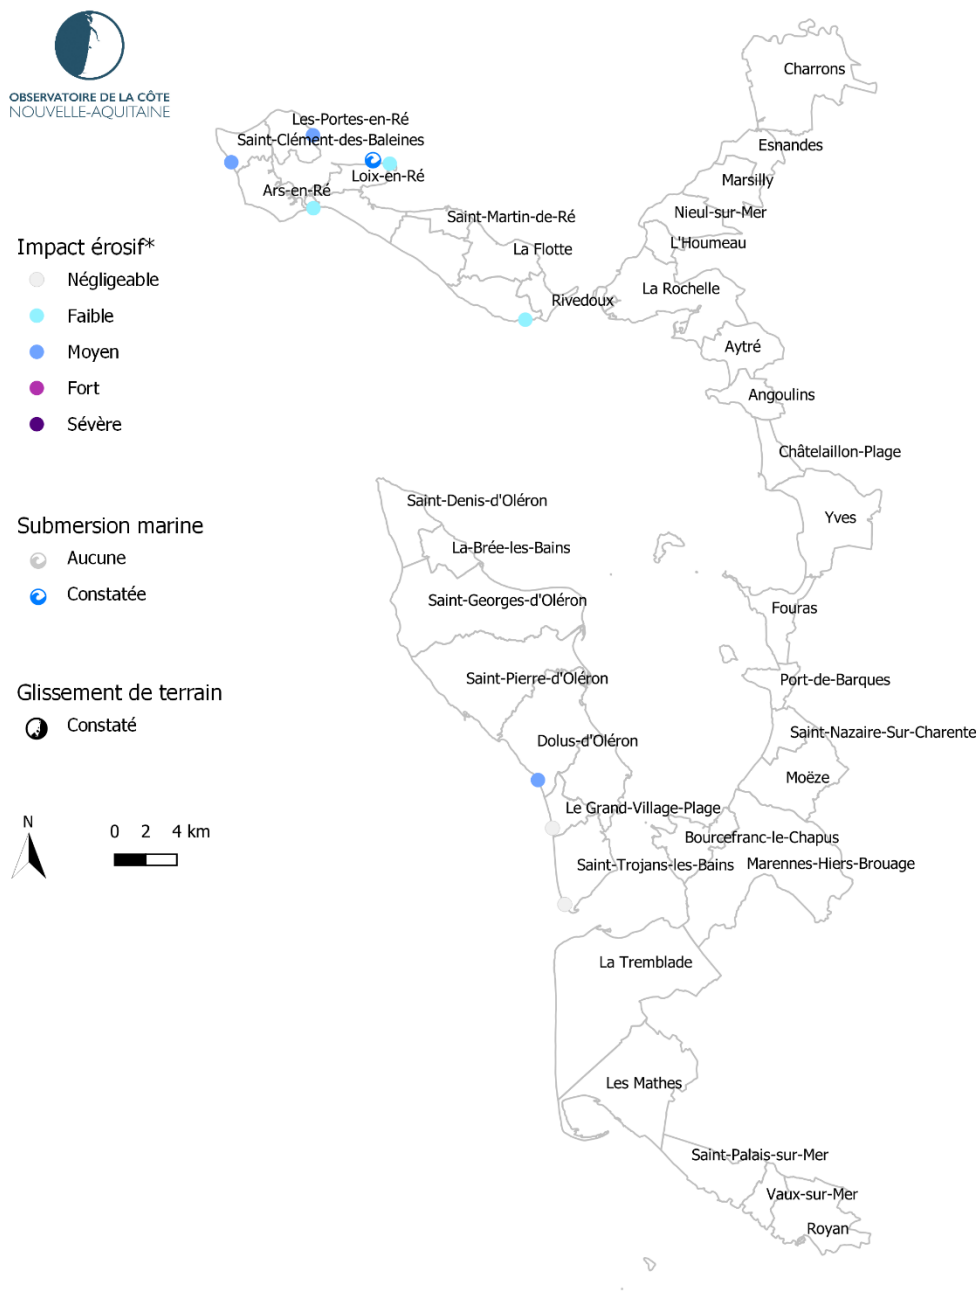 OBSERVATOIRE DE LA CÔTE
NOUVELLE-AQUITAINE
Charrons
Les-Portes-en-Ré
Saint-Clément-des-Baleines
Esnandes
Loix-en-Ré
Marsilly
Ars-en-Ré
Nieul-sur-Mer
Saint-Martin-de-Ré
L'Houmeau
La Flotte
Impact érosif*
Négligeable
Faible
Moyen
Fort
Sévère
La Rochelle
Rivedoux
Aytré
Angoulins
Châtelaillon-Plage
Saint-Denis-d'Oléron
Yves
La-Brée-les-Bains
Submersion marine
Aucune
Constatée
Saint-Georges-d'Oléron
Fouras
Saint-Pierre-d'Oléron
Port-de-Barques
Glissement de terrain
Constaté
Saint-Nazaire-Sur-Charente
Dolus-d'Oléron
Moëze
Le Grand-Village-Plage
N
0 2 4 km
Bourcefranc-le-Chapus
Saint-Trojans-les-Bains
Marennes-Hiers-Brouage
La Tremblade
Les Mathes
Saint-Palais-sur-Mer
Vaux-sur-Mer
Royan